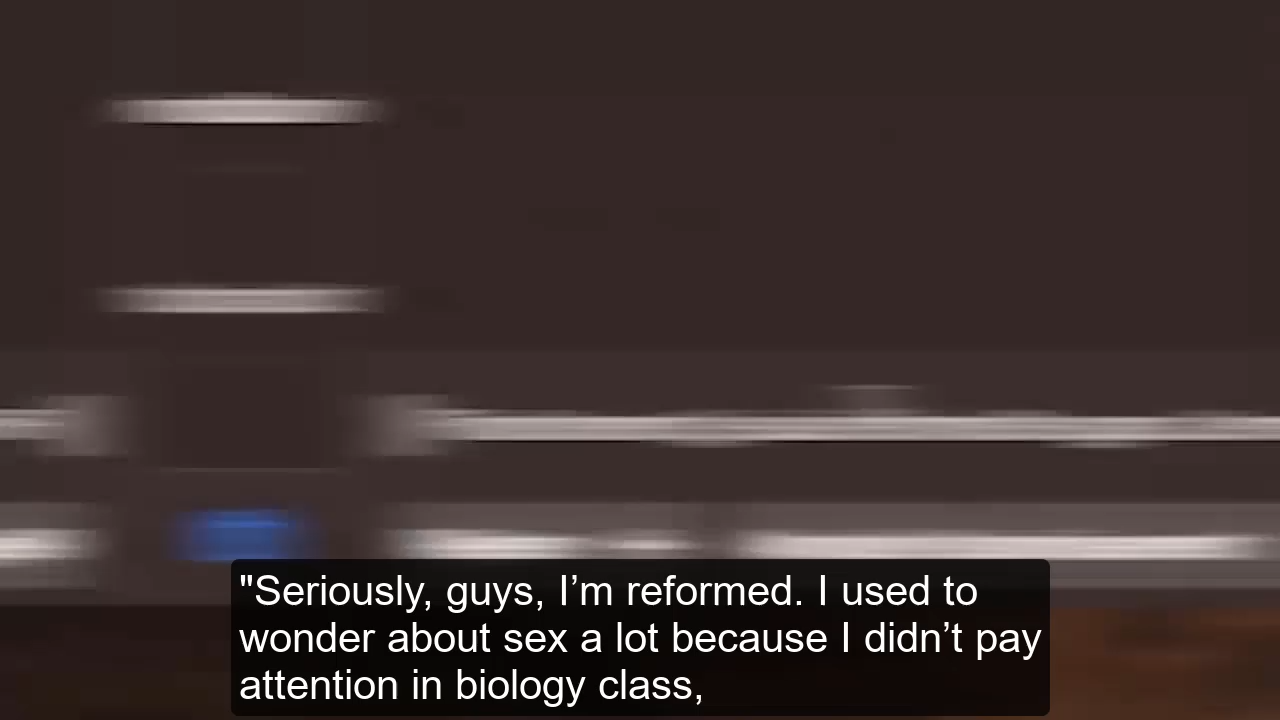 "Seriously, guys, I’m reformed. I used to
wonder about sex a lot because I didn’t pay
attention in biology class,